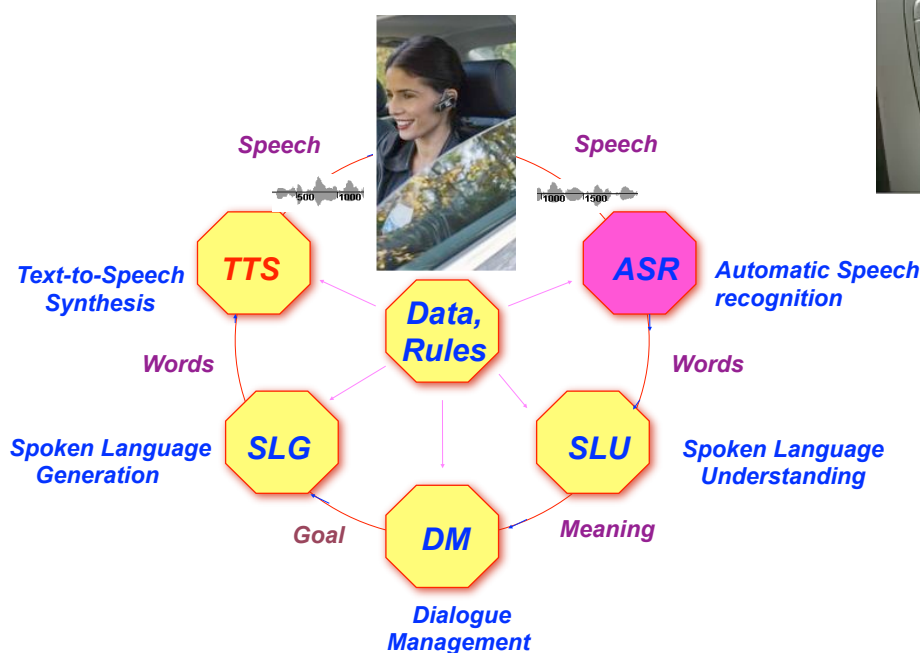 Speech
Speech
500 1000
1000 1500
TTS
ASR
Text-to-Speech
Synthesis
Automatic Speech
recognition
Data,
Rules
Words
Words
SLG
SLU
Spoken Language
Generation
Spoken Language
Understanding
Goal
DM
Meaning
Dialogue
Management